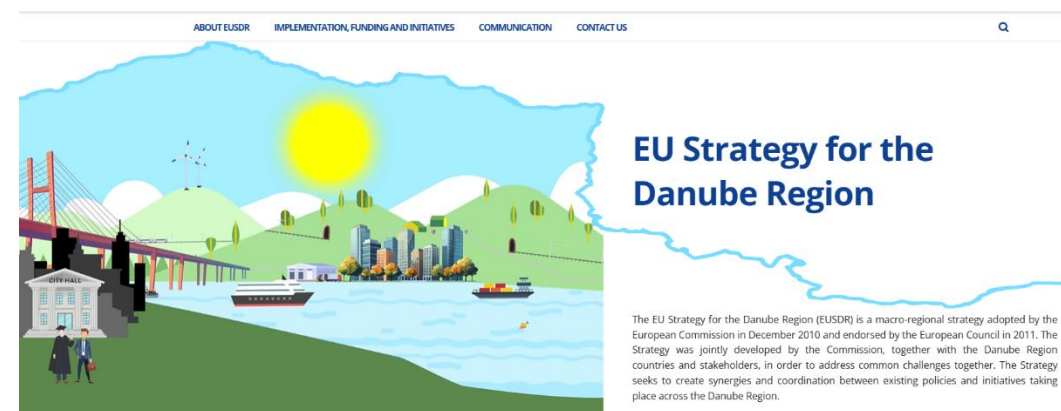 ABOUT EUSDR IMPLEMENTATION, FUNDING AND INITIATIVES COMMUNICATION CONTACT US
EU Strategy for the
Danube Region
CITY HALL
The EU Strategy for the Danube Region (EUSDR) is a macro-regional strategy adopted by the
European Commission in December 2010 and endorsed by the European Council in 2011. The
Strategy was jointly developed by the Commission, together with the Danube Region
countries and stakeholders, in order to address common challenges together. The Strategy
seeks to create synergies and coordination between existing policies and initiatives taking
place across the Danube Region.